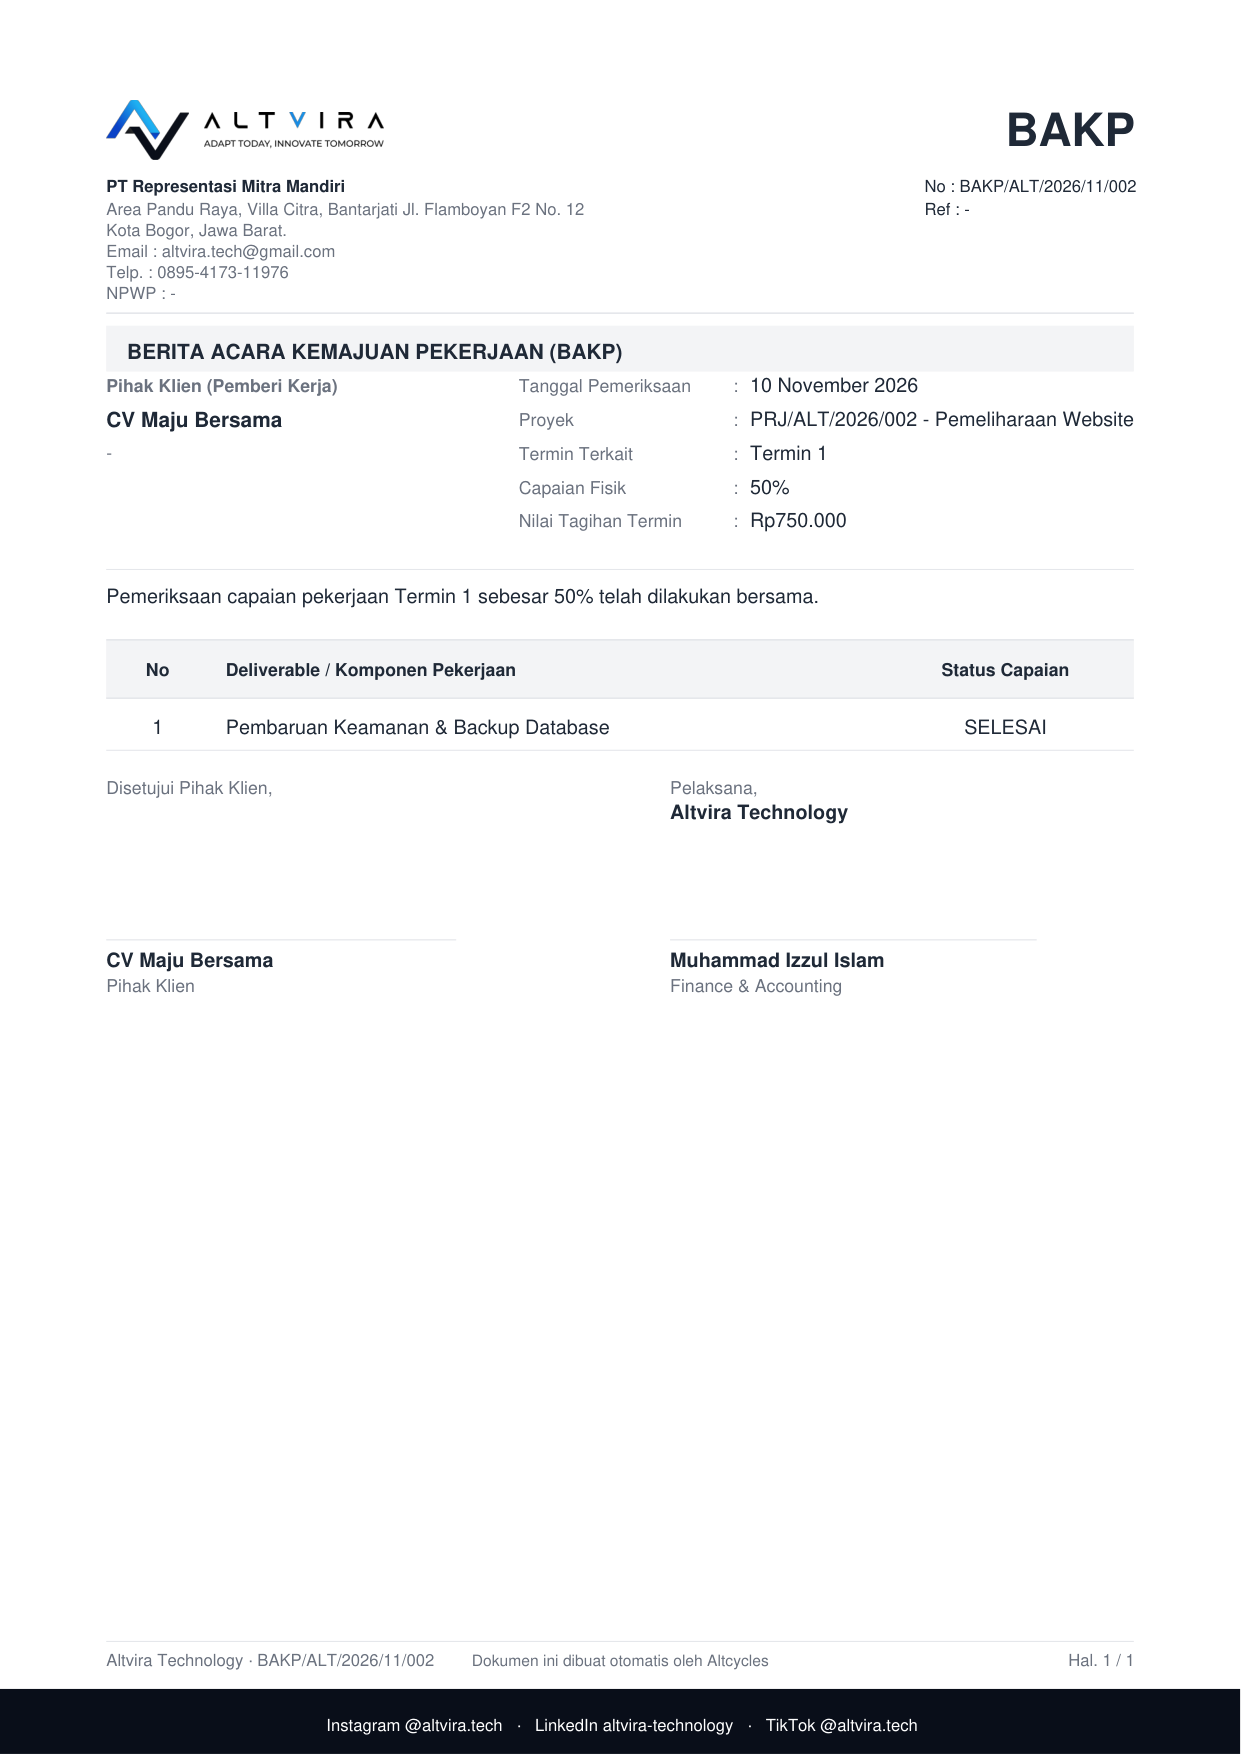 ALTVIRA
ADAPT TODAY, INNOVATE TOMORROW
BAKP
PT Representasi Mitra Mandiri
Area Pandu Raya, Villa Citra, Bantarjati Jl. Flamboyan F2 No. 12
Kota Bogor, Jawa Barat.
Email : altvira.tech@gmail.com
Telp. : 0895-4173-11976
NPWP : -
No : BAKP/ALT/2026/11/002
Ref : -
BERITA ACARA KEMAJUAN PEKERJAAN (BAKP)
Pihak Klien (Pemberi Kerja)
CV Maju Bersama
-
Tanggal Pemeriksaan : 10 November 2026
Proyek : PRJ/ALT/2026/002 - Pemeliharaan Website
Termin Terkait : Termin 1
Capaian Fisik : 50%
Nilai Tagihan Termin : Rp750.000
Pemeriksaan capaian pekerjaan Termin 1 sebesar 50% telah dilakukan bersama.
No Deliverable / Komponen Pekerjaan Status Capaian
1 Pembaruan Keamanan & Backup Database SELESAI
Disetujui Pihak Klien,
CV Maju Bersama
Pihak Klien
Pelaksana,
Altvira Technology
Muhammad Izzul Islam
Finance & Accounting
Altvira Technology · BAKP/ALT/2026/11/002 Dokumen ini dibuat otomatis oleh Altcycles Hal. 1 / 1
Instagram @altvira.tech · LinkedIn altvira-technology · TikTok @altvira.tech